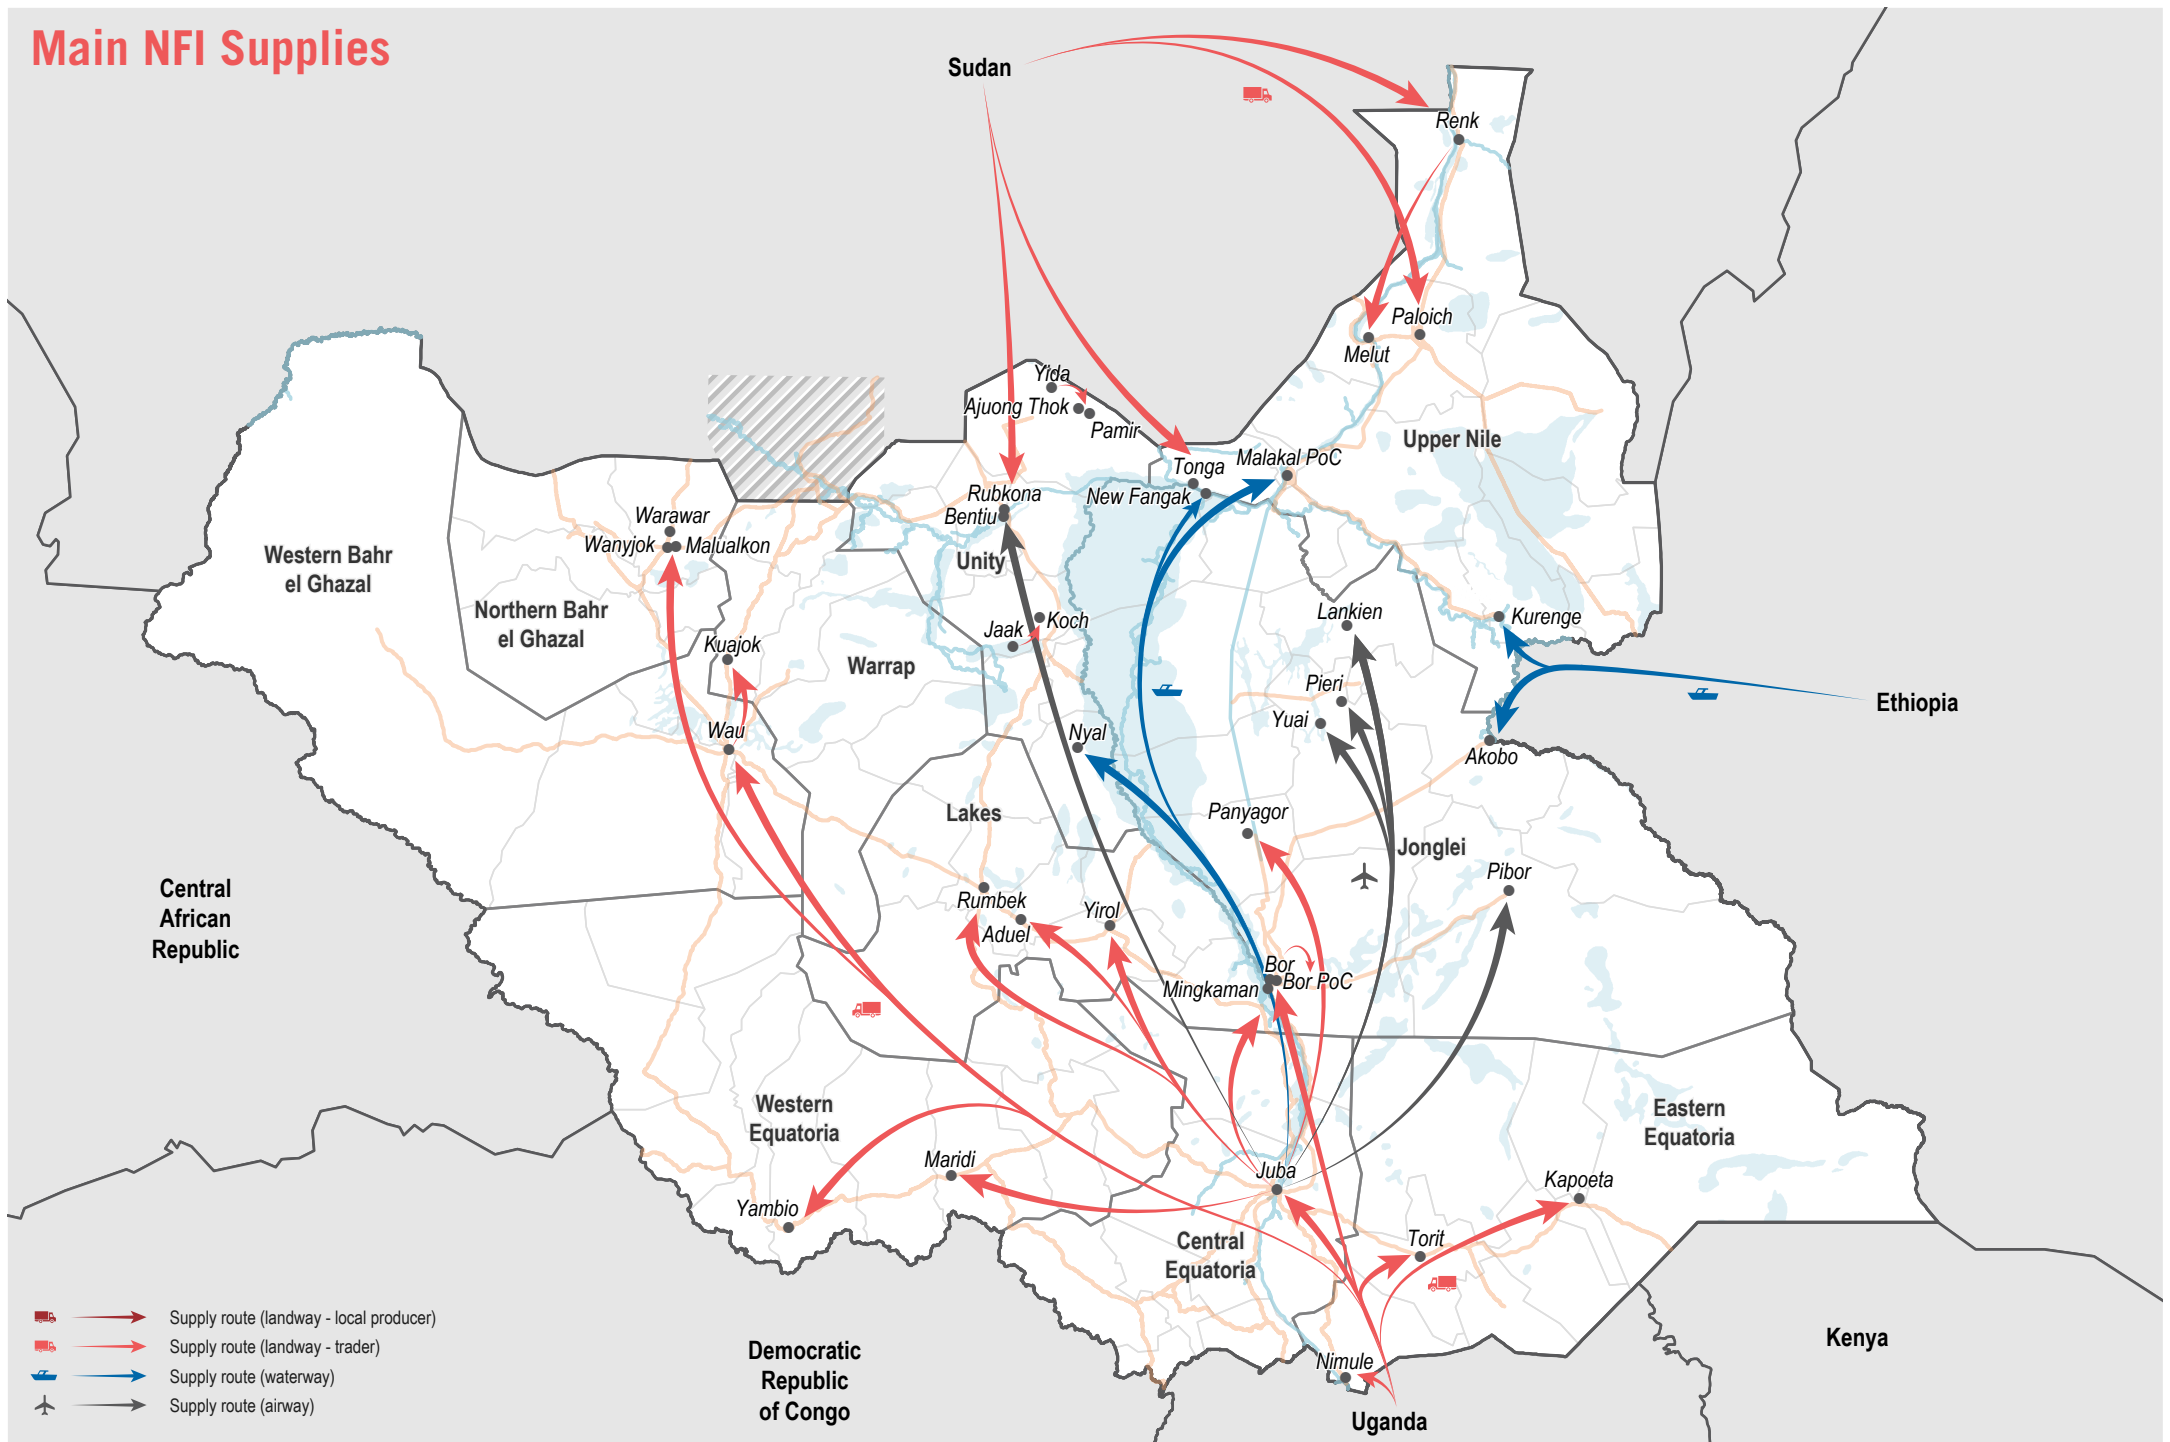 Main NFI Supplies
Sudan
Renk
Paloich
Melut
Yida
Ajuong Thok
Pamir
Upper Nile
Tonga
Malakal PoC
New Fangak
Rubkona
Bentiu
Unity
Warawar
Wanyjok
Malualkon
Western Bahr
el Ghazal
Northern Bahr
el Ghazal
Kuajok
Warrap
Jaak
Koch
Lankien
Kurenge
Pieri
Yuai
Ethiopia
Akobo
Wau
Nyal
Lakes
Panyagor
Jonglei
Pibor
Central
African
Republic
Rumbek
Aduel
Yirol
Bor
Bor PoC
Mingkaman
Western
Equatoria
Eastern
Equatoria
Maridi
Juba
Kapoeta
Yambio
Central
Equatoria
Torit
Supply route (landway - local producer)
Supply route (landway - trader)
Supply route (waterway)
Supply route (airway)
Democratic
Republic
of Congo
Nimule
Uganda
Kenya